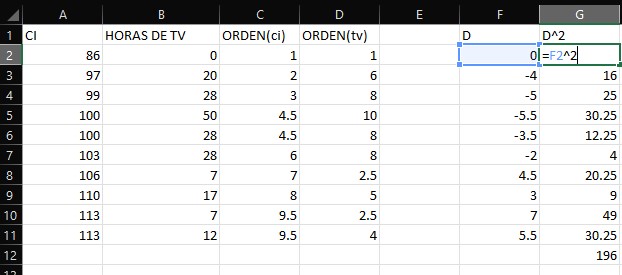 A B C D E F G
1 CI HORAS DE TV ORDEN(ci) ORDEN(tv) D D^2
2 86 0 1 1 0 =F2^2
3 97 20 2 6 -4 16
4 99 28 3 8 -5 25
5 100 50 4.5 10 -5.5 30.25
6 100 28 4.5 8 -3.5 12.25
7 103 28 6 8 -2 4
8 106 7 7 2.5 4.5 20.25
9 110 17 8 5 3 9
10 113 7 9.5 2.5 7 49
11 113 12 9.5 4 5.5 30.25
12 196